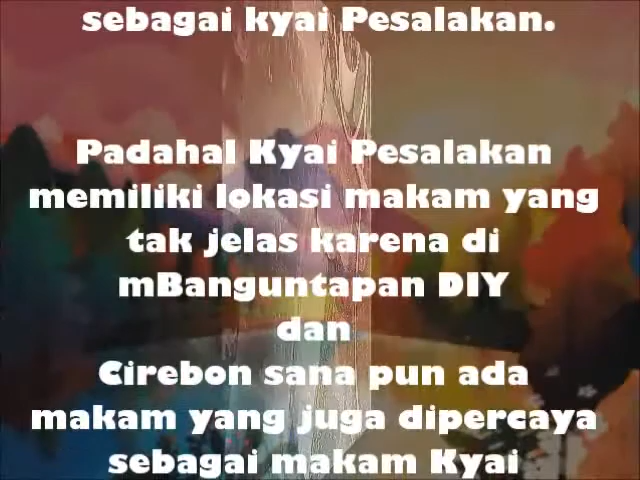 sebagai kyai Pesalakan.
Padahal Kyai Pesalakan
memiliki lokasi makam yang
tak jelas karena di
mBanguntapan DIY
dan
Cirebon sana pun ada
makam yang juga dipercaya
sebagai makam Kyai